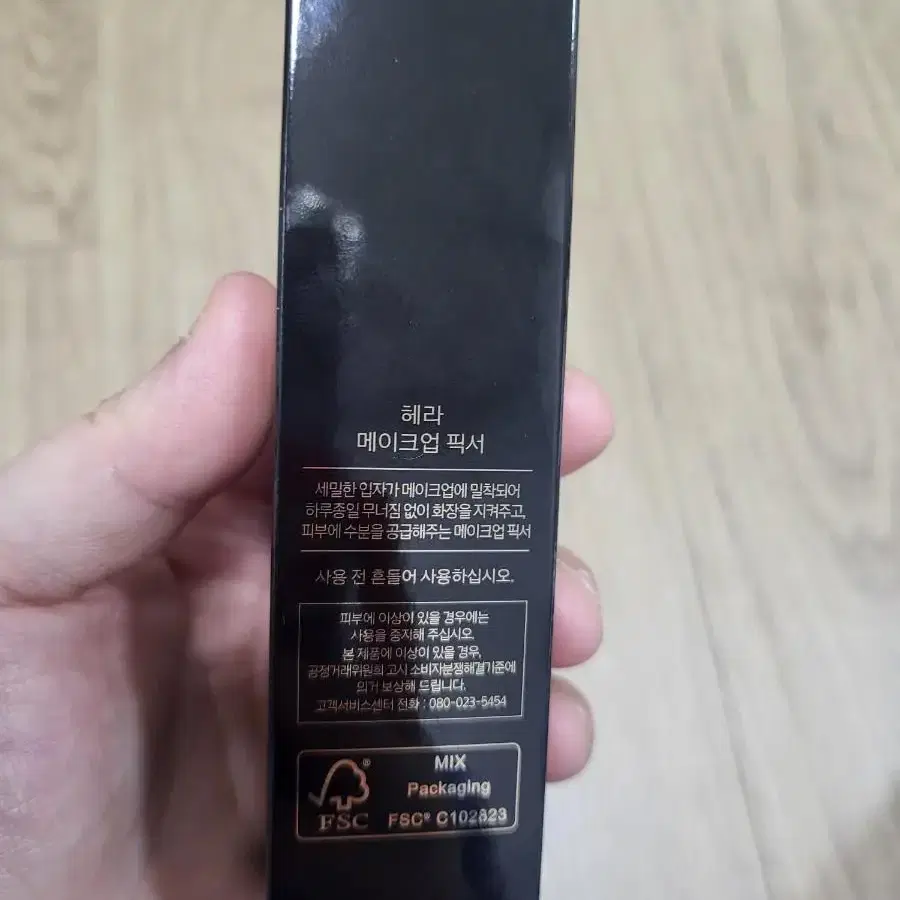 헤라
메이크업 픽서
세밀한 입자가 메이크업에 밀착되어
하루종일 무너짐 없이 화장을 지켜주고,
피부에 수분을 공급해주는 메이크업 픽서
사용 전 흔들어 사용하십시오.
피부에 이상이 있을 경우에는
사용을 중지해 주십시오.
본 제품에 이상이 있을 경우,
공정거래위원회 고시 소비자분쟁해결기준에
의거 보상해 드립니다.
고객서비스센터 전화 : 080-023-5454
MIX
Packaging
FSC® C102823
® FSC